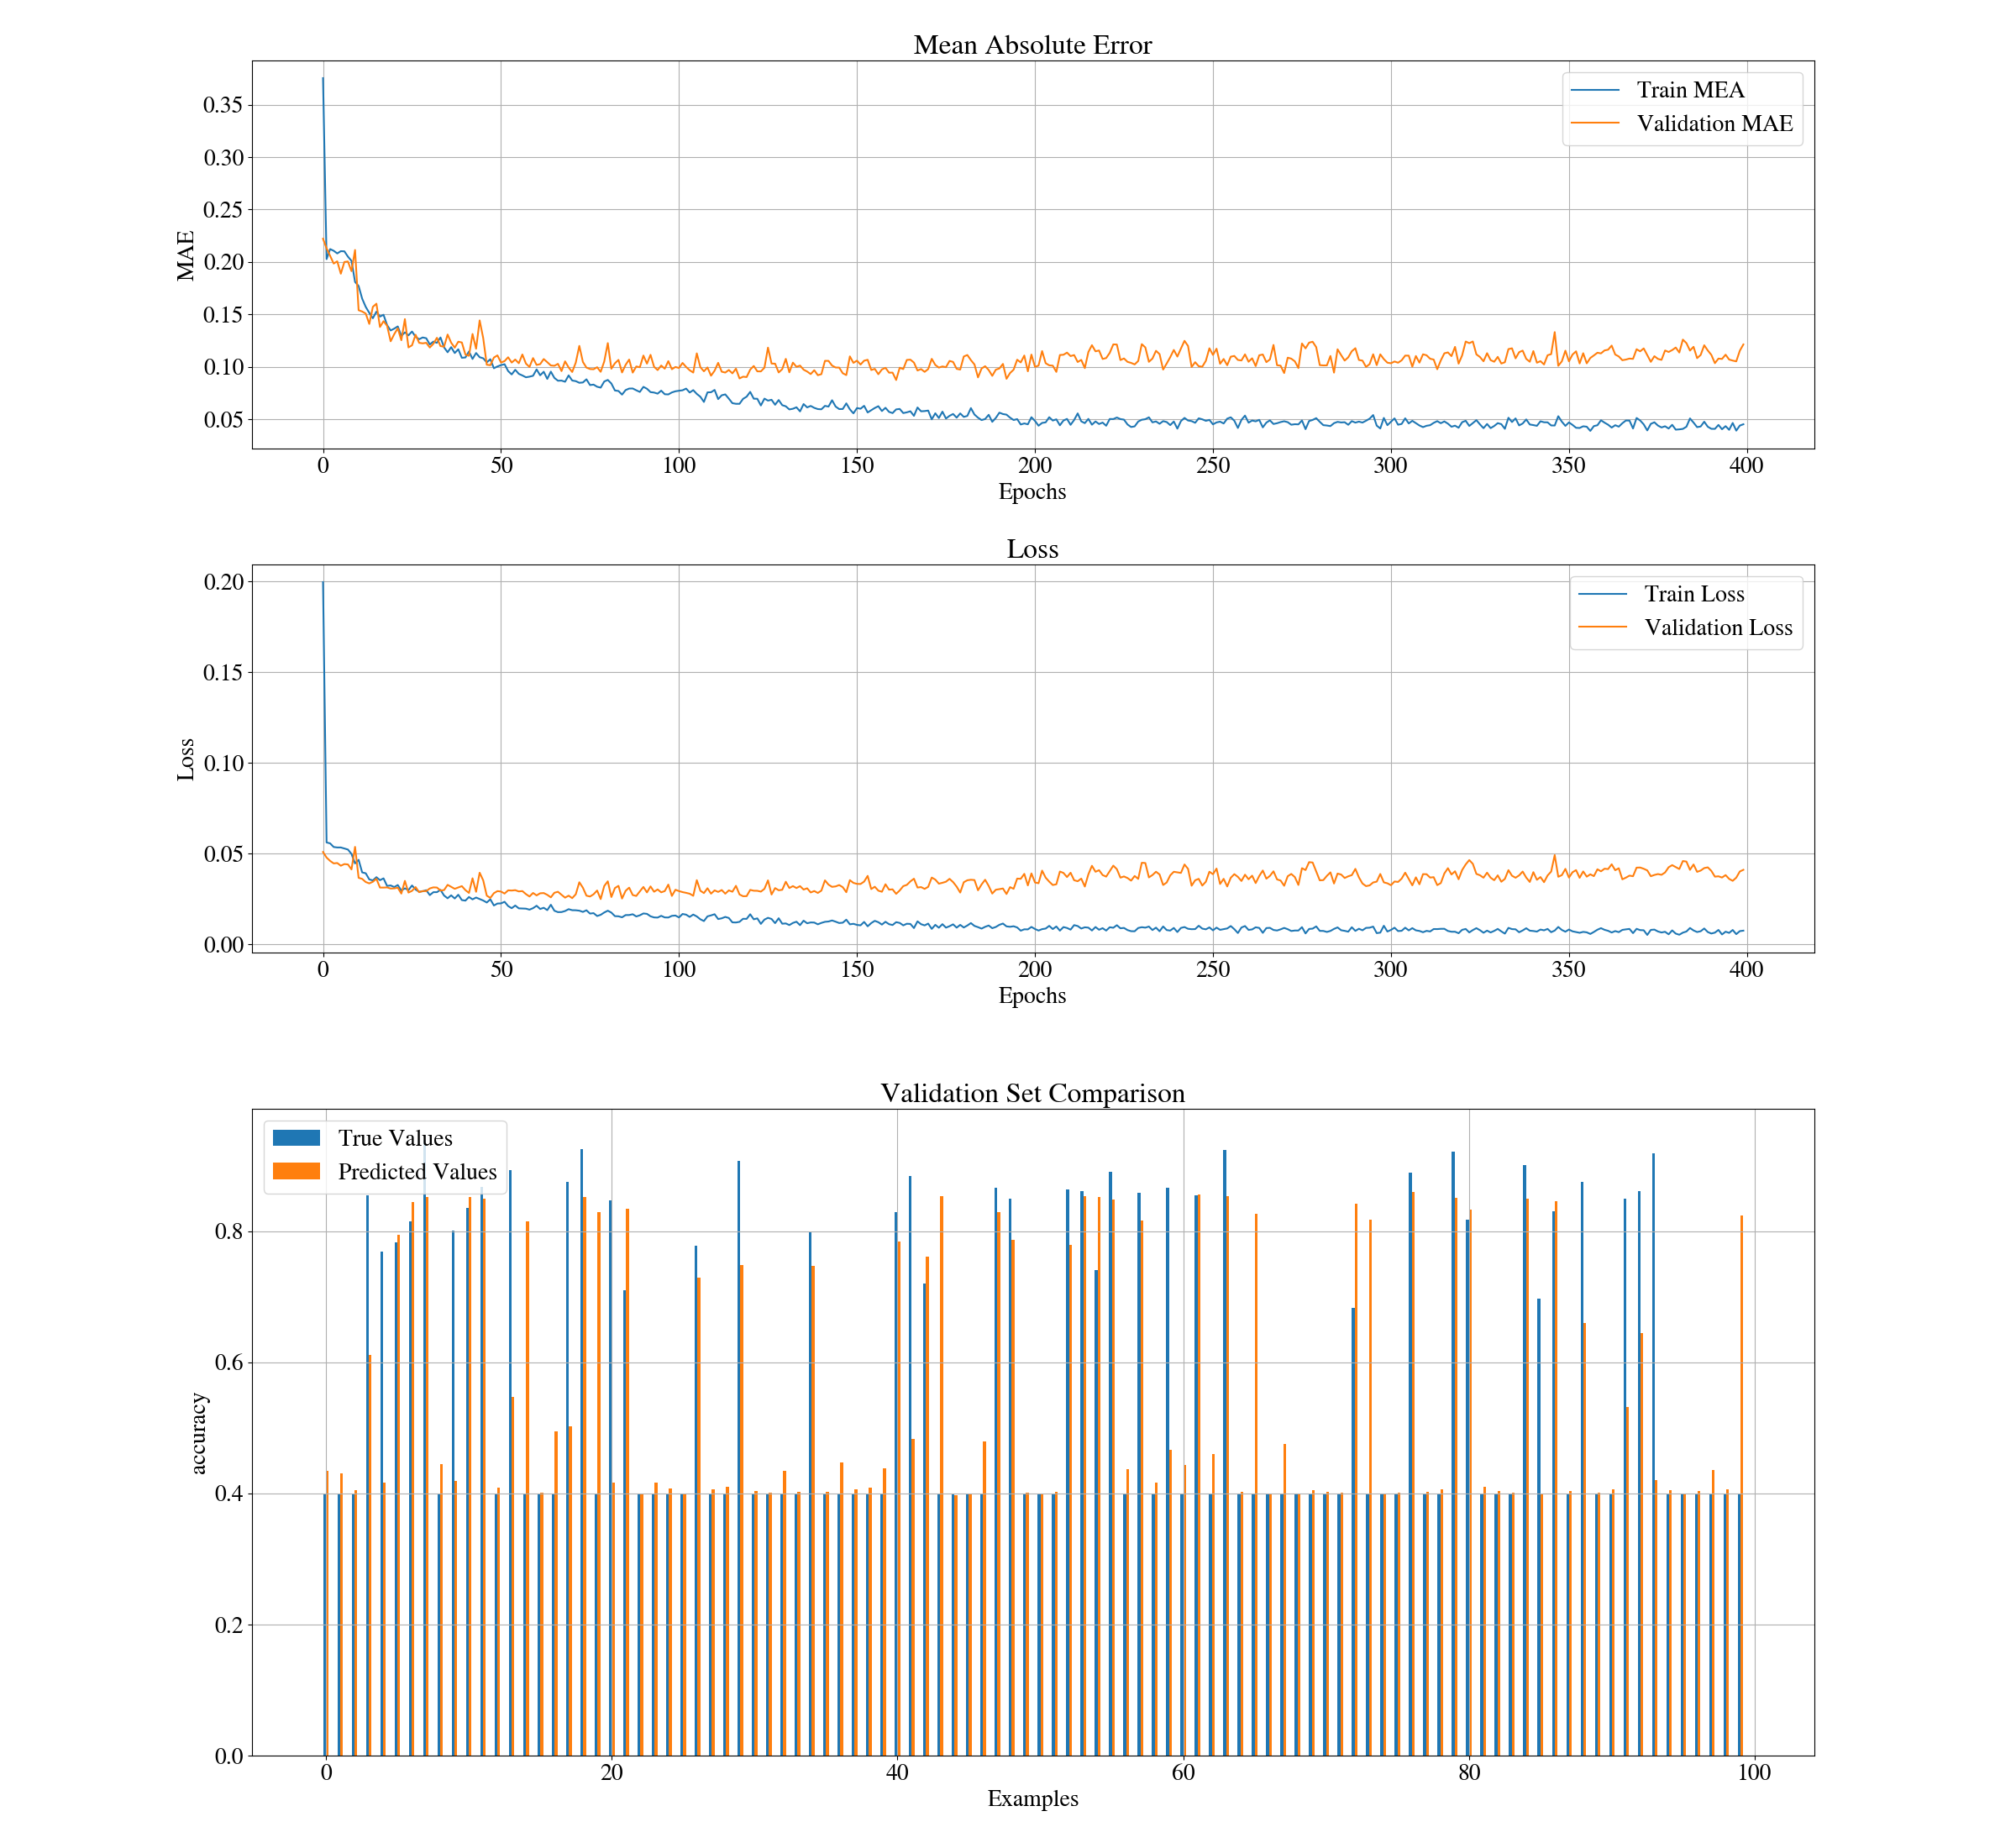 Mean Absolute Error
Train MEA
Validation MAE
MAE
0.35
0.30
0.25
0.20
0.15
0.10
0.05
0 50 100 150 200 250 300 350 400
Epochs
Loss
Train Loss
Validation Loss
Loss
0.20
0.15
0.10
0.05
0.00
0 50 100 150 200 250 300 350 400
Epochs
Validation Set Comparison
True Values
Predicted Values
accuracy
0.8
0.6
0.4
0.2
0.0
0 20 40 60 80 100
Examples